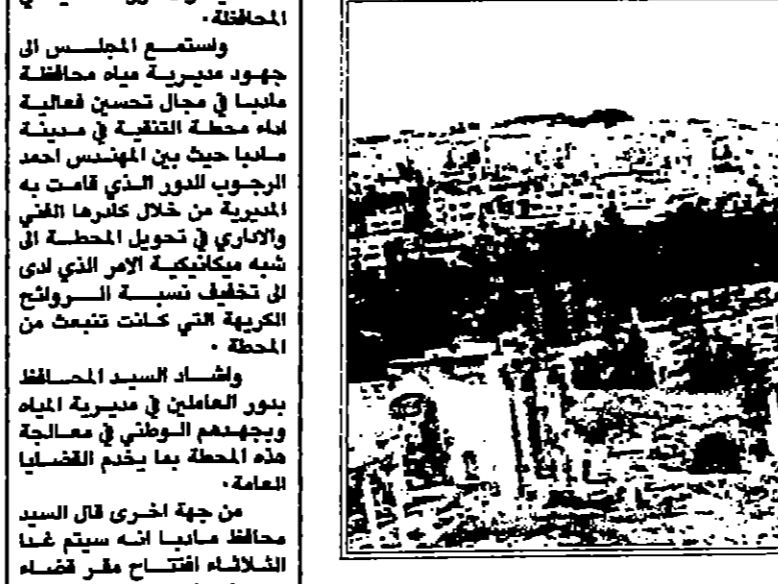 المحافظة.
واستمع المجلس الى
جهود مديرية مياه محافظة
مادبا في مجال تحسين فعالية
اداء محطة التنقية في مدينة
مادبا حيث بين المهندس احمد
الرجوب الدور الذي قامت به
المديرية من خلال كادرها الفني
والاداري في تحويل المحطة الى
شبه ميكانيكية الامر الذي ادى
الى تخفيف نسبة الروائح
الكريهة التي كانت تنبعث من
المحطة .
واشاد السيد المحافظ
بدور العاملين في مديرية المياه
وبجهدهم الوطني في معالجة
هذه المحطة بما يخدم القضايا
العامة.
من جهة اخرى قال السيد
محافظ مادبا انه سيتم غدا
الثلاثاء افتتاح مقر قضاء